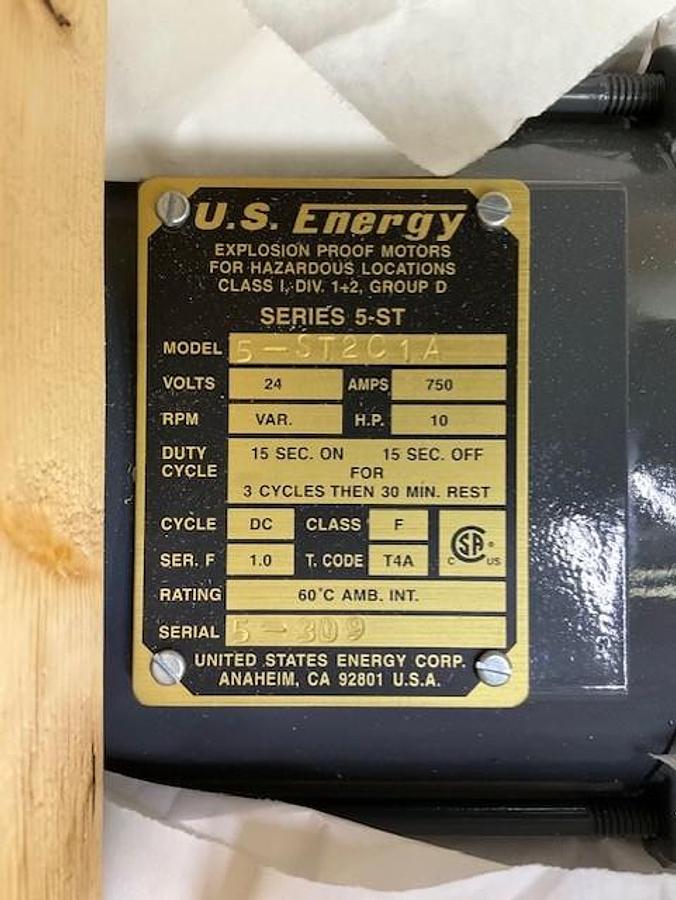 U.S. Energy
EXPLOSION PROOF MOTORS
FOR HAZARDOUS LOCATIONS
CLASS I, DIV. 1+2, GROUP D
SERIES 5-ST
MODEL 5-ST2C1A
VOLTS 24 AMPS 750
RPM VAR. H.P. 10
DUTY CYCLE 15 SEC. ON 15 SEC. OFF
FOR
3 CYCLES THEN 30 MIN. REST
CYCLE DC CLASS F
SER. F 1.0 T. CODE T4A
C SA ® US
RATING 60°C AMB. INT.
SERIAL 5-309
UNITED STATES ENERGY CORP.
ANAHEIM, CA 92801 U.S.A.